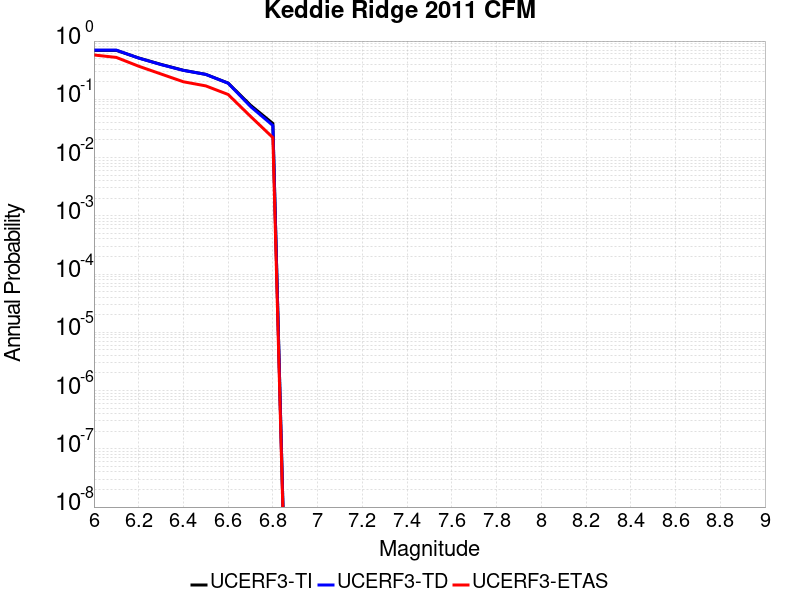 Keddie Ridge 2011 CFM
10^0
10^-1
10^-2
10^-3
10^-4
10^-5
10^-6
10^-7
10^-8
Annual Probability
6 6.2 6.4 6.6 6.8 7 7.2 7.4 7.6 7.8 8 8.2 8.4 8.6 8.8 9
Magnitude
UCERF3-TI UCERF3-TD UCERF3-ETAS